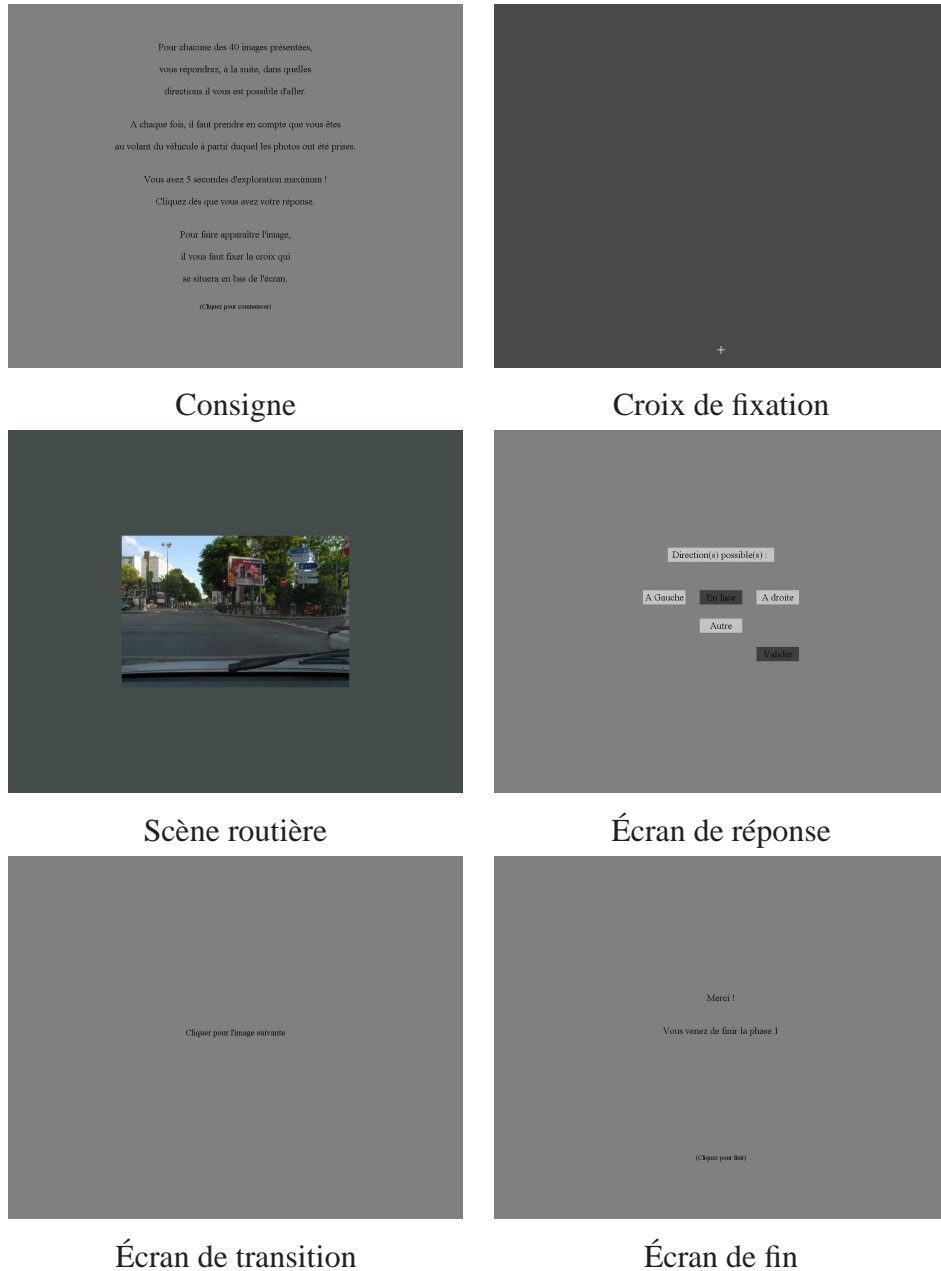 Pour chacune des 40 images présentées,
vous répondrez, à la suite, dans quelles
directions il vous est possible d'aller.
A chaque fois, il faut prendre en compte que vous êtes
au volant du véhicule à partir duquel les photos ont été prises.
Vous avez 5 secondes d'exploration maximum !
Cliquez dès que vous avez votre réponse.
Pour faire apparaître l'image,
il vous faut fixer la croix qui
se situera en bas de l'écran.
(Cliquez pour commencer)
Consigne
Croix de fixation
Scène routière
Direction(s) possible(s) :
A Gauche En face A droite
Autre
Valider
Écran de réponse
Cliquer pour l'image suivante
Écran de transition
Merci !
Vous venez de finir la phase 1
(Cliquez pour finir)
Écran de fin